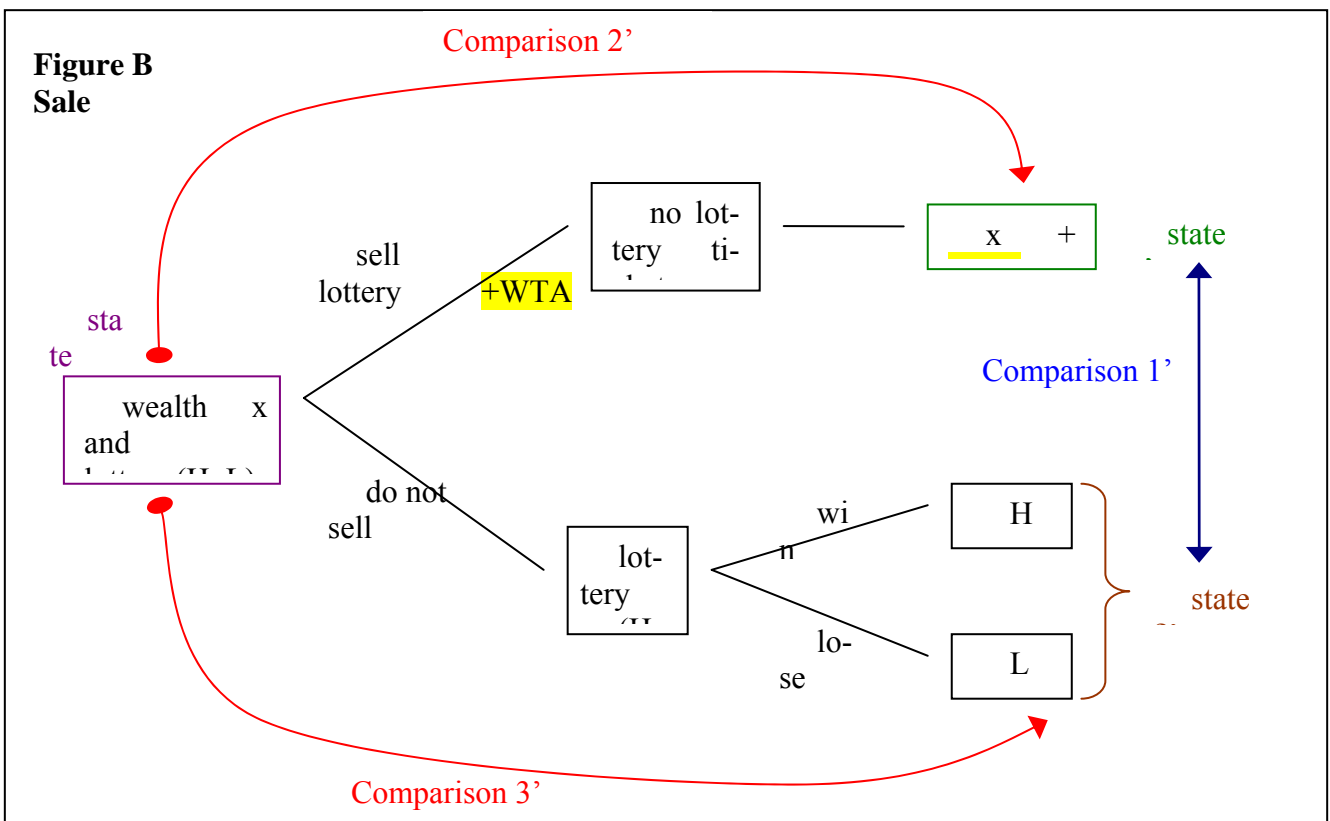 Comparison 2’
Figure B
Sale
no lot-
tery ti-
x +
state
sell
lottery
+WTA
sta
te
Comparison 1’
wealth x
and
do not
sell
wi
n
H
lot-
tery
state
lo-
se
L
Comparison 3’